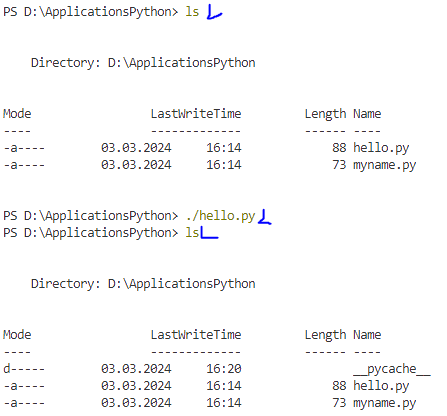 PS D:\ApplicationsPython> ls
Directory: D:\ApplicationsPython
Mode LastWriteTime Length Name
---- ------------- ------ ----
-a---- 03.03.2024 16:14 88 hello.py
-a---- 03.03.2024 16:14 73 myname.py
PS D:\ApplicationsPython> ./hello.py
PS D:\ApplicationsPython> ls
Directory: D:\ApplicationsPython
Mode LastWriteTime Length Name
---- ------------- ------ ----
d----- 03.03.2024 16:20 __pycache__
-a---- 03.03.2024 16:14 88 hello.py
-a---- 03.03.2024 16:14 73 myname.py